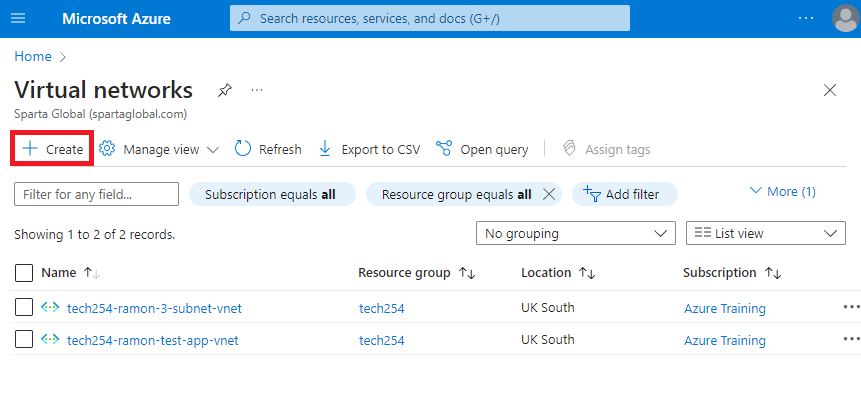 Microsoft Azure
Search resources, services, and docs (G+/)
Home
Virtual networks
Sparta Global (spartaglobal.com)
Create Manage view Refresh Export to CSV Open query Assign tags
Filter for any field... Subscription equals all Resource group equals all Add filter More (1)
Showing 1 to 2 of 2 records. No grouping List view
Name Resource group Location Subscription
tech254-ramon-3-subnet-vnet tech254 UK South Azure Training
tech254-ramon-test-app-vnet tech254 UK South Azure Training